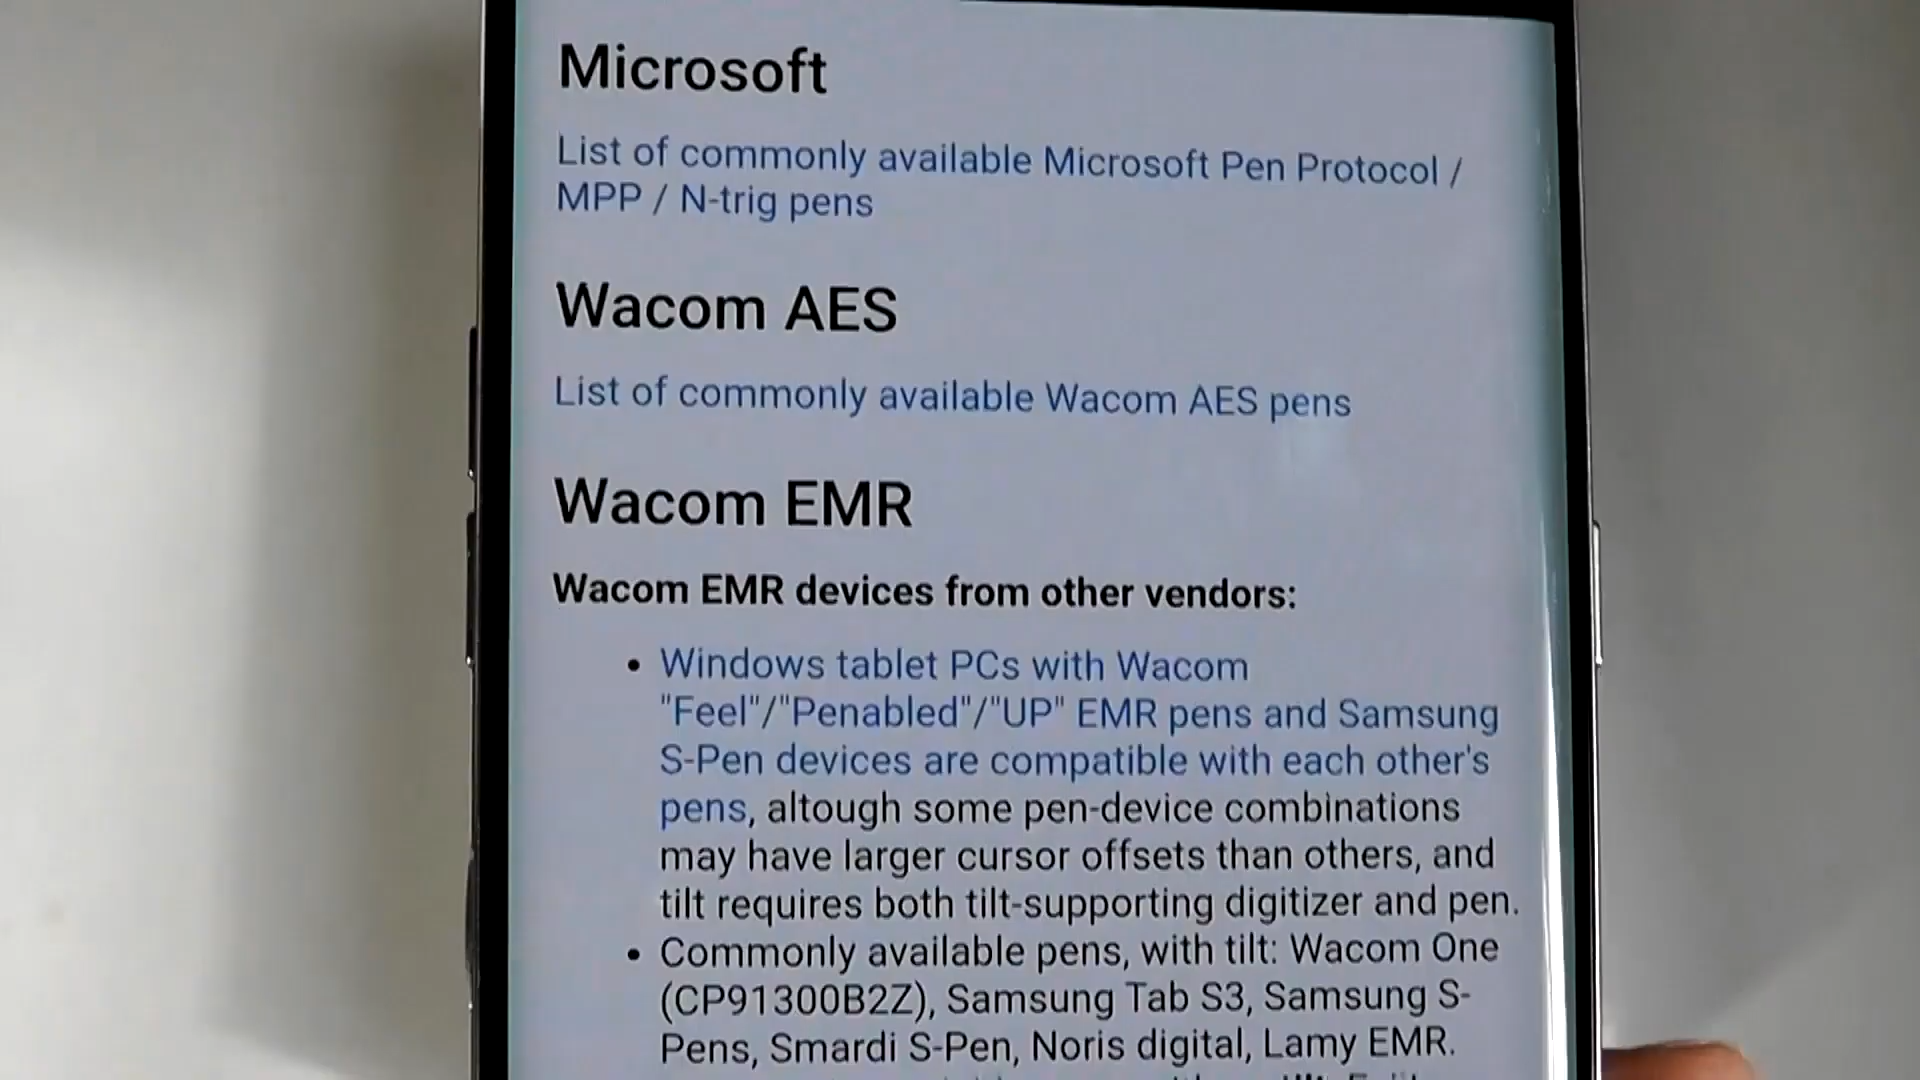 Microsoft
List of commonly available Microsoft Pen Protocol /
MPP / N-trig pens
Wacom AES
List of commonly available Wacom AES pens
Wacom EMR
Wacom EMR devices from other vendors:
• Windows tablet PCs with Wacom
"Feel"/"Penabled"/"UP" EMR pens and Samsung
S-Pen devices are compatible with each other's
pens, altough some pen-device combinations
may have larger cursor offsets than others, and
tilt requires both tilt-supporting digitizer and pen.
• Commonly available pens, with tilt: Wacom One
(CP91300B2Z), Samsung Tab S3, Samsung S-
Pens, Smardi S-Pen, Noris digital, Lamy EMR.